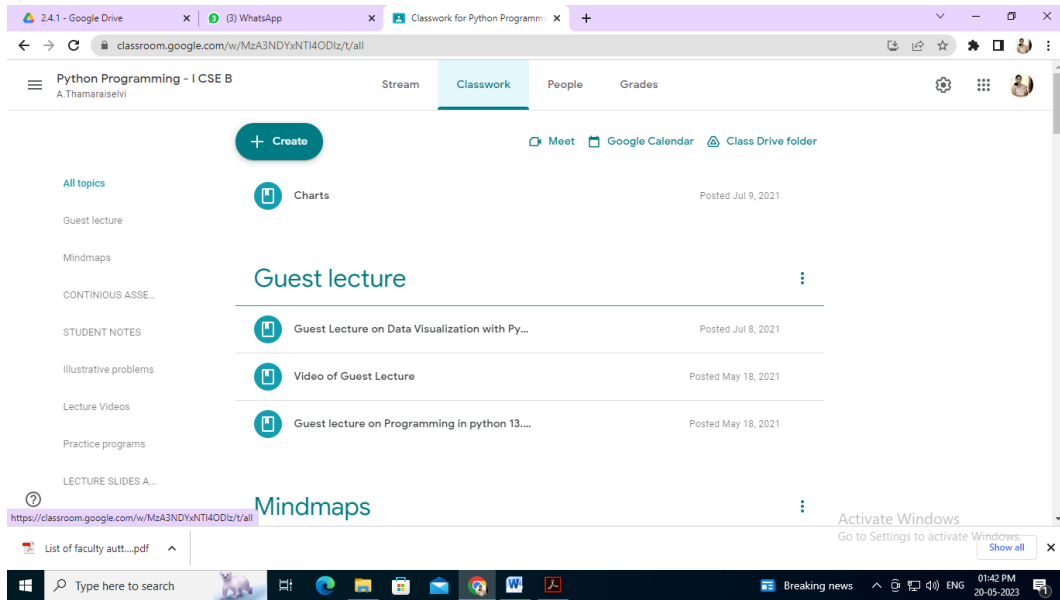 2.4.1 - Google Drive
(3) WhatsApp
Classwork for Python Programmi
classroom.google.com/w/MzA3NDYxNTI4ODIz/t/all
Python Programming - I CSE B
A.Thamaraiselvi
Stream
Classwork
People
Grades
Create
Meet
Google Calendar
Class Drive folder
All topics
Guest lecture
Mindmaps
CONTINIOUS ASSE...
STUDENT NOTES
Illustrative problems
Lecture Videos
Practice programs
LECTURE SLIDES A...
Charts
Posted Jul 9, 2021
Guest lecture
Guest Lecture on Data Visualization with Py...
Posted Jul 8, 2021
Video of Guest Lecture
Posted May 18, 2021
Guest lecture on Programming in python 13....
Posted May 18, 2021
Mindmaps
https://classroom.google.com/w/MzA3NDYxNTI4ODIz/t/all
Activate Windows
Go to Settings to activate Windows.
List of faculty autt....pdf
Show all
Type here to search
Breaking news
ENG
01:42 PM
20-05-2023